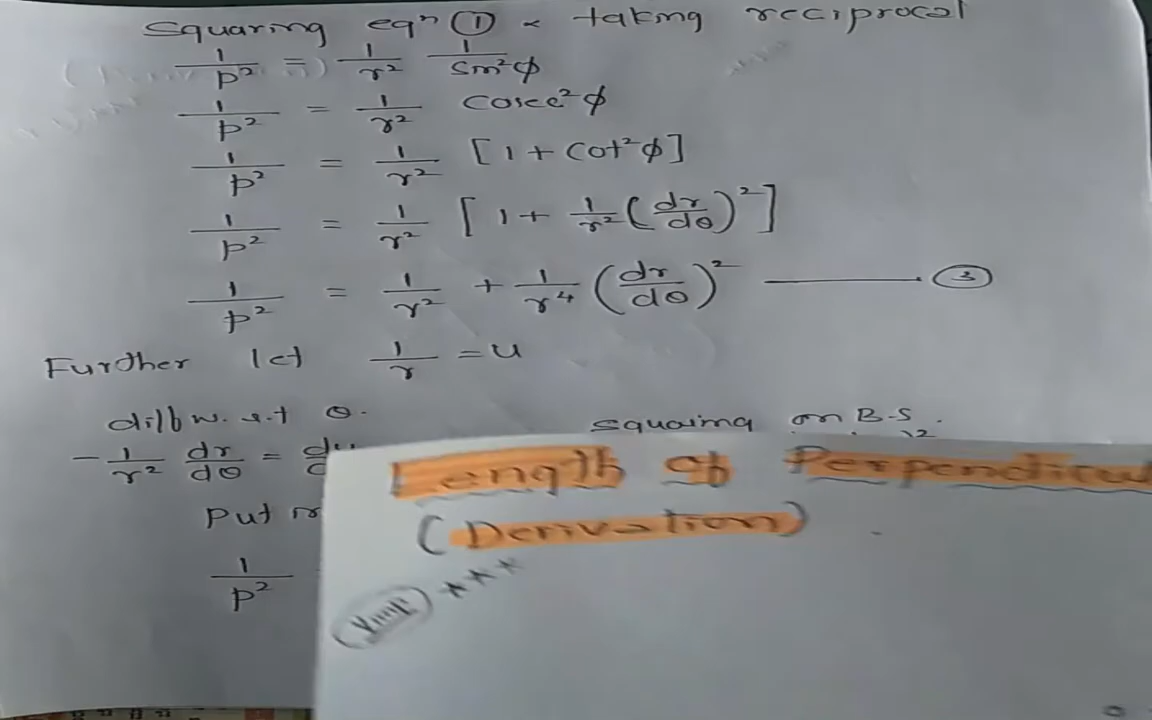 Squaring eqn ① & taking reciprocal
1/p² = 1/r² 1/sin²ϕ
1/p² = 1/r² cosec²ϕ
1/p² = 1/r² [1 + cot²ϕ]
1/p² = 1/r² [1 + 1/r² (dr/dθ)²]
1/p² = 1/r² + 1/r⁴ (dr/dθ)² ——— ③
Further let 1/r = u
diff w.r.t θ.
squaring on B.S.
- 1/r² dr/dθ =
Put
1/p²
Length of
(Derivation)
(Vimp) ***